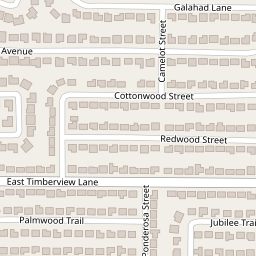 Galahad Lane
Camelot Street
Avenue
Cottonwood Street
Redwood Street
East Timberview Lane
Ponderosa Street
Palmwood Trail
Jubilee Trai